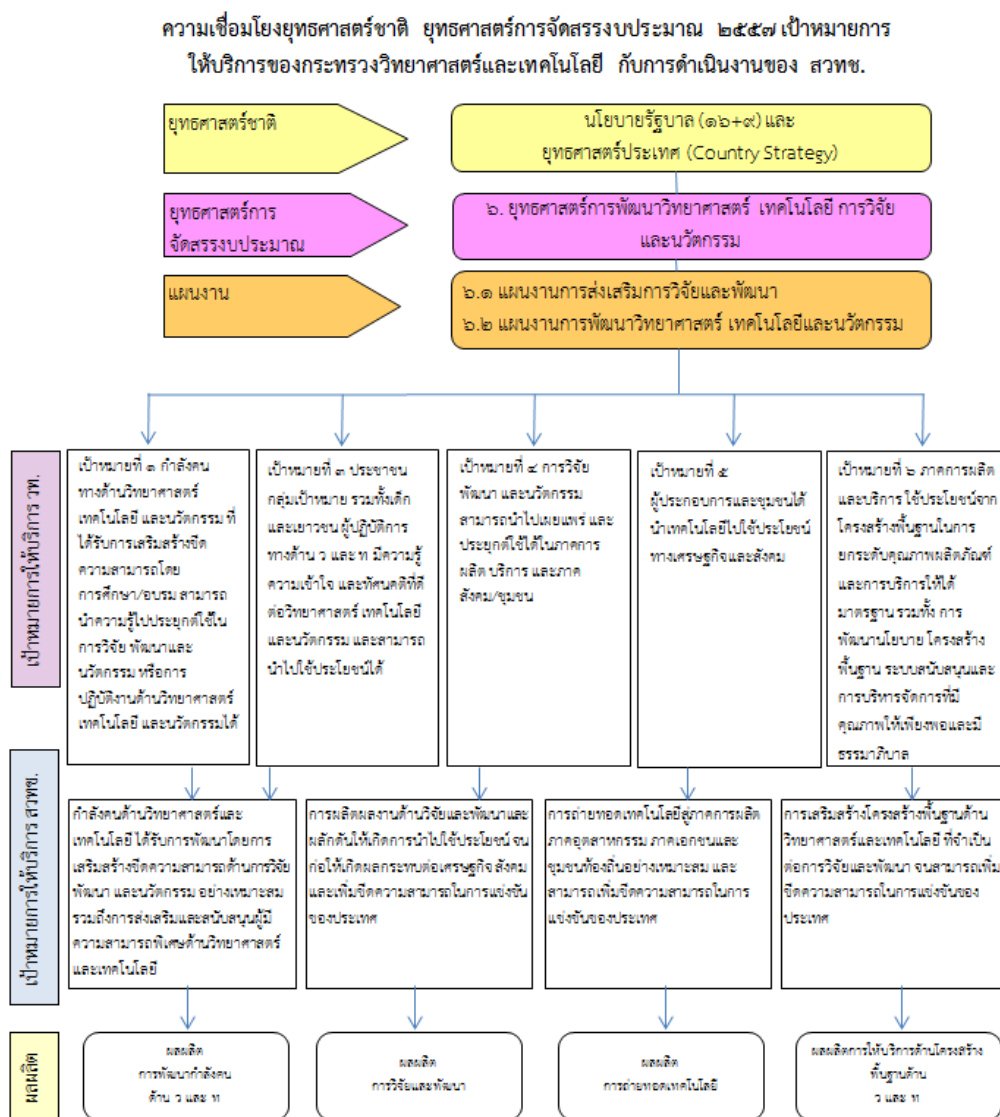 ความเชื่อมโยงยุทธศาสตร์ชาติ ยุทธศาสตร์การจัดสรรงบประมาณ ๒๕๕๗ เป้าหมายการ
ให้บริการของกระทรวงวิทยาศาสตร์และเทคโนโลยี กับการดำเนินงานของ สวทช.
ยุทธศาสตร์ชาติ
นโยบายรัฐบาล (๑๖+๙) และ
ยุทธศาสตร์ประเทศ (Country Strategy)
ยุทธศาสตร์การ
จัดสรรงบประมาณ
๖. ยุทธศาสตร์การพัฒนาวิทยาศาสตร์ เทคโนโลยี การวิจัย
และนวัตกรรม
แผนงาน
๖.๑ แผนงานการส่งเสริมการวิจัยและพัฒนา
๖.๒ แผนงานการพัฒนาวิทยาศาสตร์ เทคโนโลยีและนวัตกรรม
เป้าหมายการให้บริการ วท.
เป้าหมายที่ ๑ กำลังคน
ทางด้านวิทยาศาสตร์
เทคโนโลยี และนวัตกรรม ที่
ได้รับการเสริมสร้างขีด
ความสามารถโดย
การศึกษา/อบรม สามารถ
นำความรู้ไปประยุกต์ใช้ใน
การวิจัย พัฒนาและ
นวัตกรรม หรือการ
ปฏิบัติงานด้านวิทยาศาสตร์
เทคโนโลยี และนวัตกรรมได้
เป้าหมายที่ ๓ ประชาชน
กลุ่มเป้าหมาย รวมทั้งเด็ก
และเยาวชน ผู้ปฏิบัติการ
ทางด้าน ว และ ท มีความรู้
ความเข้าใจ และทัศนคติที่ดี
ต่อวิทยาศาสตร์ เทคโนโลยี
และนวัตกรรม และสามารถ
นำไปใช้ประโยชน์ได้
เป้าหมายที่ ๔ การวิจัย
พัฒนา และนวัตกรรม
สามารถนำไปเผยแพร่ และ
ประยุกต์ใช้ได้ในภาคการ
ผลิต บริการ และภาค
สังคม/ชุมชน
เป้าหมายที่ ๕
ผู้ประกอบการและชุมชนได้
นำเทคโนโลยีไปใช้ประโยชน์
ทางเศรษฐกิจและสังคม
เป้าหมายที่ ๖ ภาคการผลิต
และบริการ ใช้ประโยชน์จาก
โครงสร้างพื้นฐานในการ
ยกระดับคุณภาพผลิตภัณฑ์
และการบริการให้ได้
มาตรฐาน รวมทั้ง การ
พัฒนานโยบาย โครงสร้าง
พื้นฐาน ระบบสนับสนุนและ
การบริหารจัดการที่มี
คุณภาพให้เพียงพอและมี
ธรรมาภิบาล
เป้าหมายการให้บริการ สวทช.
กำลังคนด้านวิทยาศาสตร์และ
เทคโนโลยี ได้รับการพัฒนาโดยการ
เสริมสร้างขีดความสามารถด้านการวิจัย
พัฒนา และนวัตกรรม อย่างเหมาะสม
รวมถึงการส่งเสริมและสนับสนุนผู้มี
ความสามารถพิเศษด้านวิทยาศาสตร์
และเทคโนโลยี
การผลิตผลงานด้านวิจัยและพัฒนาและ
ผลักดันให้เกิดการนำไปใช้ประโยชน์ จน
ก่อให้เกิดผลกระทบต่อเศรษฐกิจ สังคม
และเพิ่มขีดความสามารถในการแข่งขัน
ของประเทศ
การถ่ายทอดเทคโนโลยีสู่ภาคการผลิต
ภาคอุตสาหกรรม ภาคเอกชนและ
ชุมชนท้องถิ่นอย่างเหมาะสม และ
สามารถเพิ่มขีดความสามารถในการ
แข่งขันของประเทศ
การเสริมสร้างโครงสร้างพื้นฐานด้าน
วิทยาศาสตร์และเทคโนโลยี ที่จำเป็น
ต่อการวิจัยและพัฒนา จนสามารถเพิ่ม
ขีดความสามารถในการแข่งขันของ
ประเทศ
ผลผลิต
ผลผลิต
การพัฒนากำลังคน
ด้าน ว และ ท
ผลผลิต
การวิจัยและพัฒนา
ผลผลิต
การถ่ายทอดเทคโนโลยี
ผลผลิตการให้บริการด้านโครงสร้าง
พื้นฐานด้าน
ว และ ท